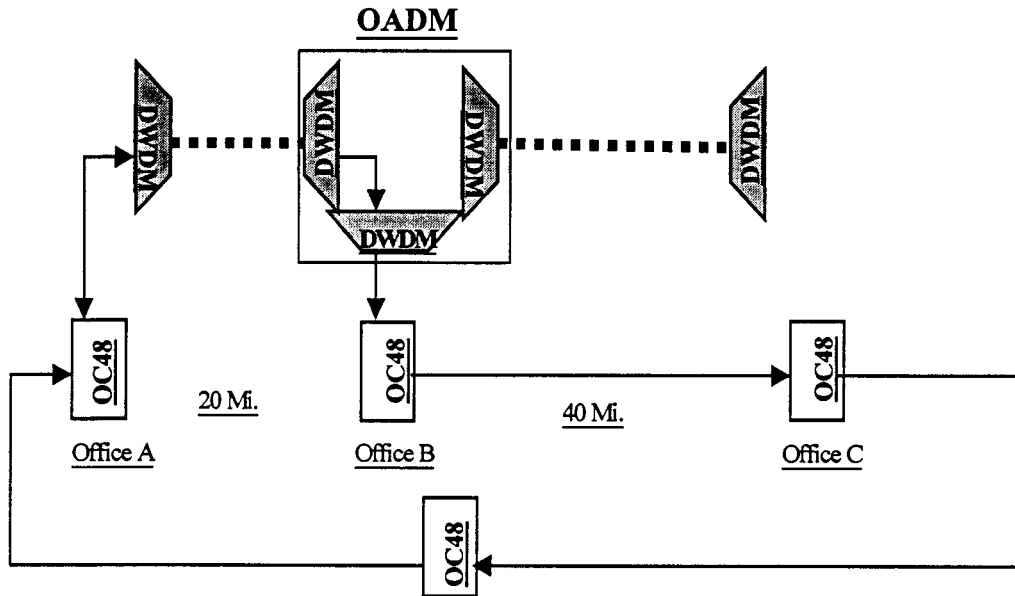 OADM
DWDM
DWDM
DWDM
DWDM
DWDM
OC48
OC48
OC48
20 Mi.
40 Mi.
Office A
Office B
Office C
OC48